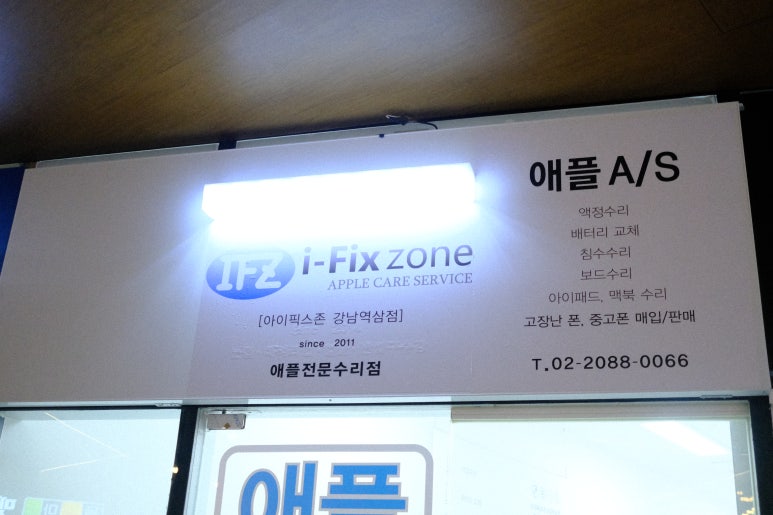 IFZ i-Fix zone
APPLE CARE SERVICE
[아이픽스존 강남역삼점]
since 2011
애플전문수리점
애플 A/S
액정수리
배터리 교체
침수수리
보드수리
아이패드, 맥북 수리
고장난 폰, 중고폰 매입/판매
T.02-2088-0066
애플